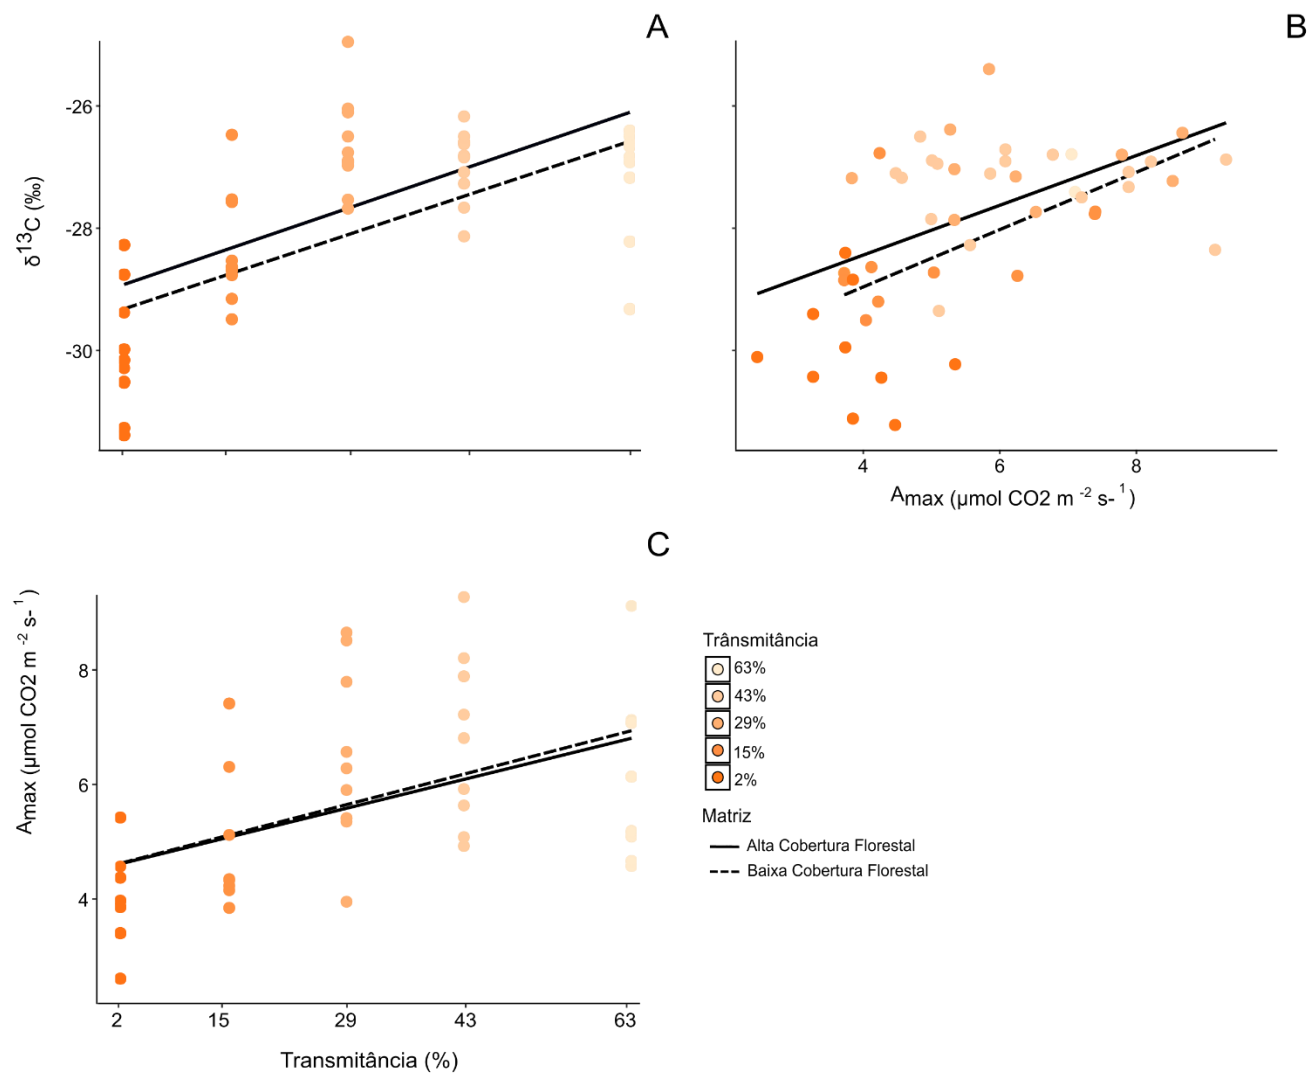 A
B
-26
-28
-30
δ13C (‰)
4
6
8
Amax (µmol CO2 m -2 s- 1)
C
Amax (µmol CO2 m -2 s- 1)
8
6
4
2
15
29
43
63
Transmitância (%)
Trânsmitância
63%
43%
29%
15%
2%
Matriz
Alta Cobertura Florestal
Baixa Cobertura Florestal